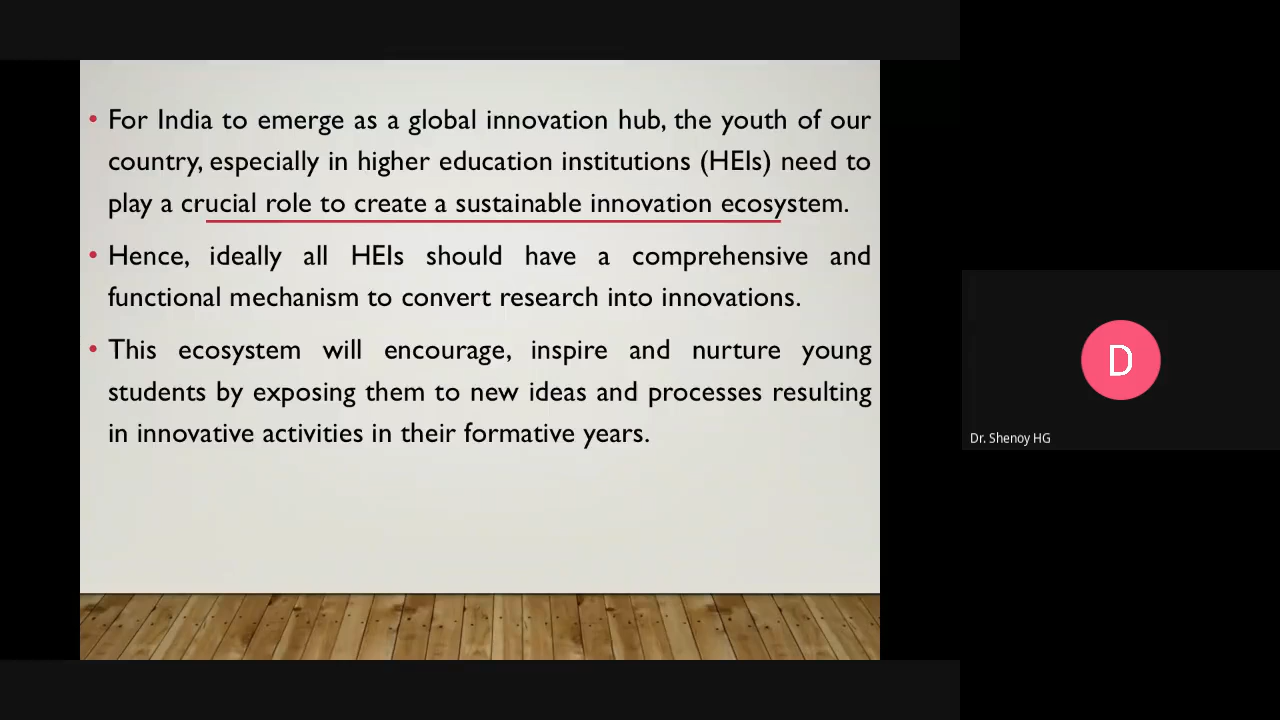 • For India to emerge as a global innovation hub, the youth of our
country, especially in higher education institutions (HEIs) need to
play a crucial role to create a sustainable innovation ecosystem.
• Hence, ideally all HEIs should have a comprehensive and
functional mechanism to convert research into innovations.
• This ecosystem will encourage, inspire and nurture young
students by exposing them to new ideas and processes resulting
in innovative activities in their formative years.
D
Dr. Shenoy HG